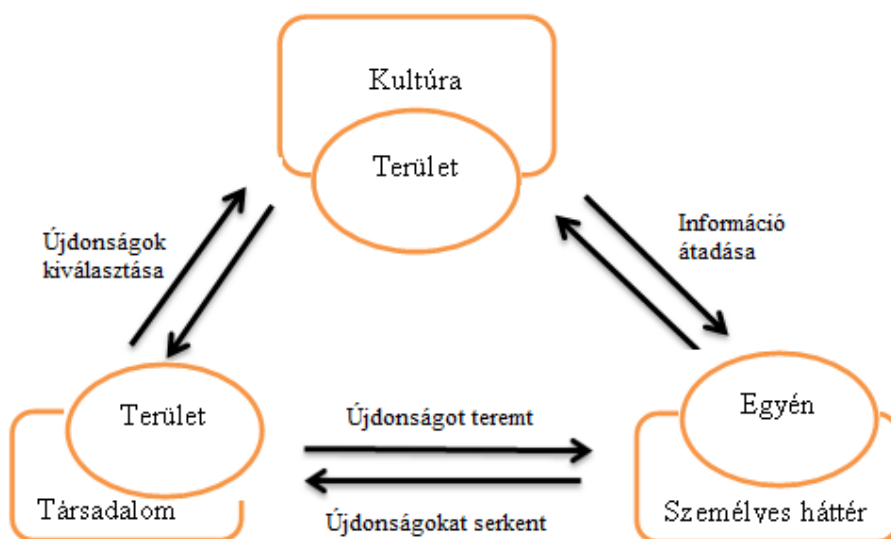 Kultúra
Terület
Újdonságok
kiválasztása
Információ
átadása
Terület
Társadalom
Újdonságot teremt
Újdonságokat serkent
Egyén
Személyes háttér